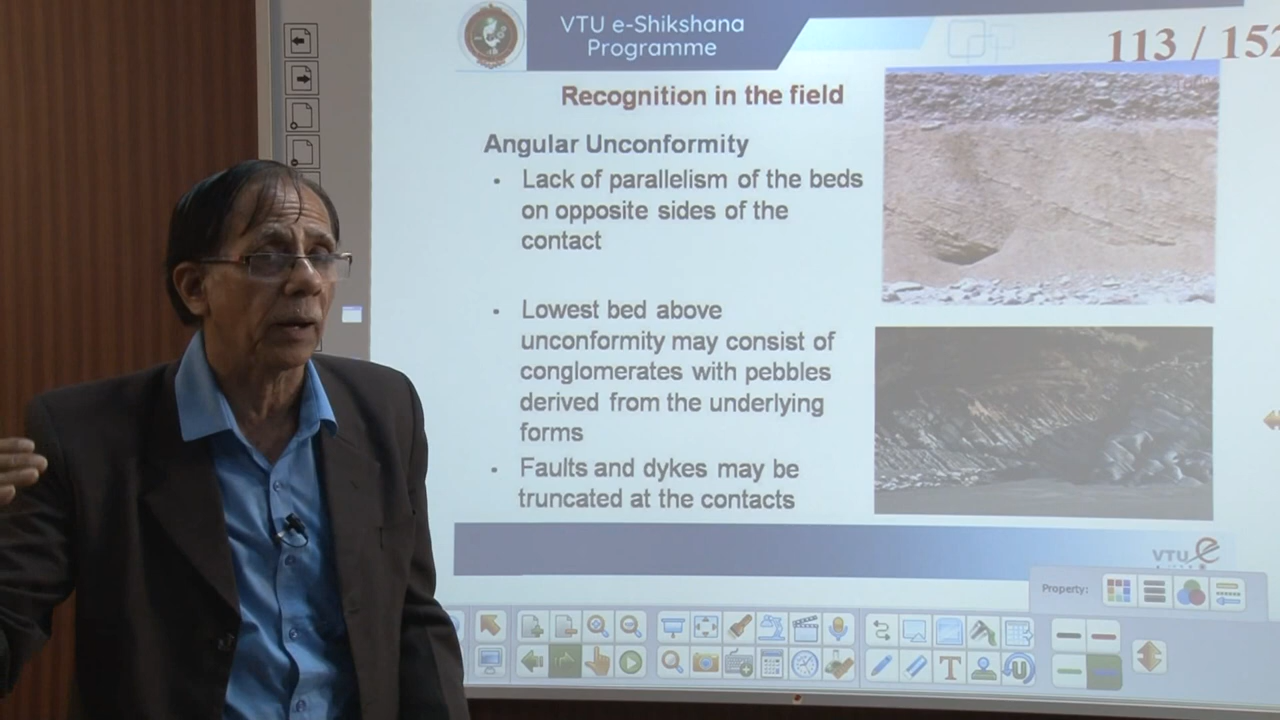 VTU e-Shikshana
Programme
113 / 152
Recognition in the field
Angular Unconformity
• Lack of parallelism of the beds
on opposite sides of the
contact
• Lowest bed above
unconformity may consist of
conglomerates with pebbles
derived from the underlying
forms
• Faults and dykes may be
truncated at the contacts
VTU e
Property:
T